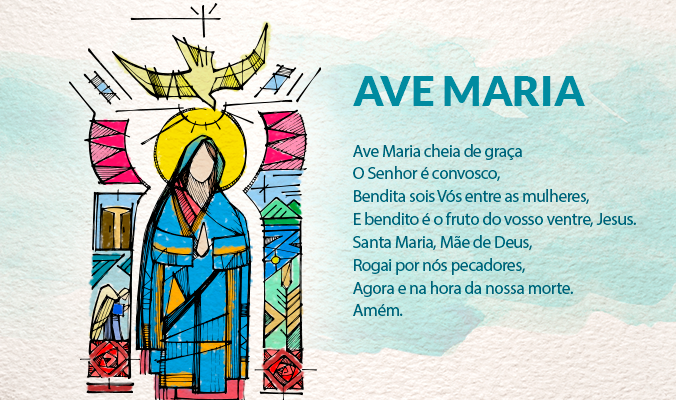 AVE MARIA
Ave Maria cheia de graça
O Senhor é convosco,
Bendita sois Vós entre as mulheres,
E bendito é o fruto do vosso ventre, Jesus.
Santa Maria, Mãe de Deus,
Rogai por nós pecadores,
Agora e na hora da nossa morte.
Amém.